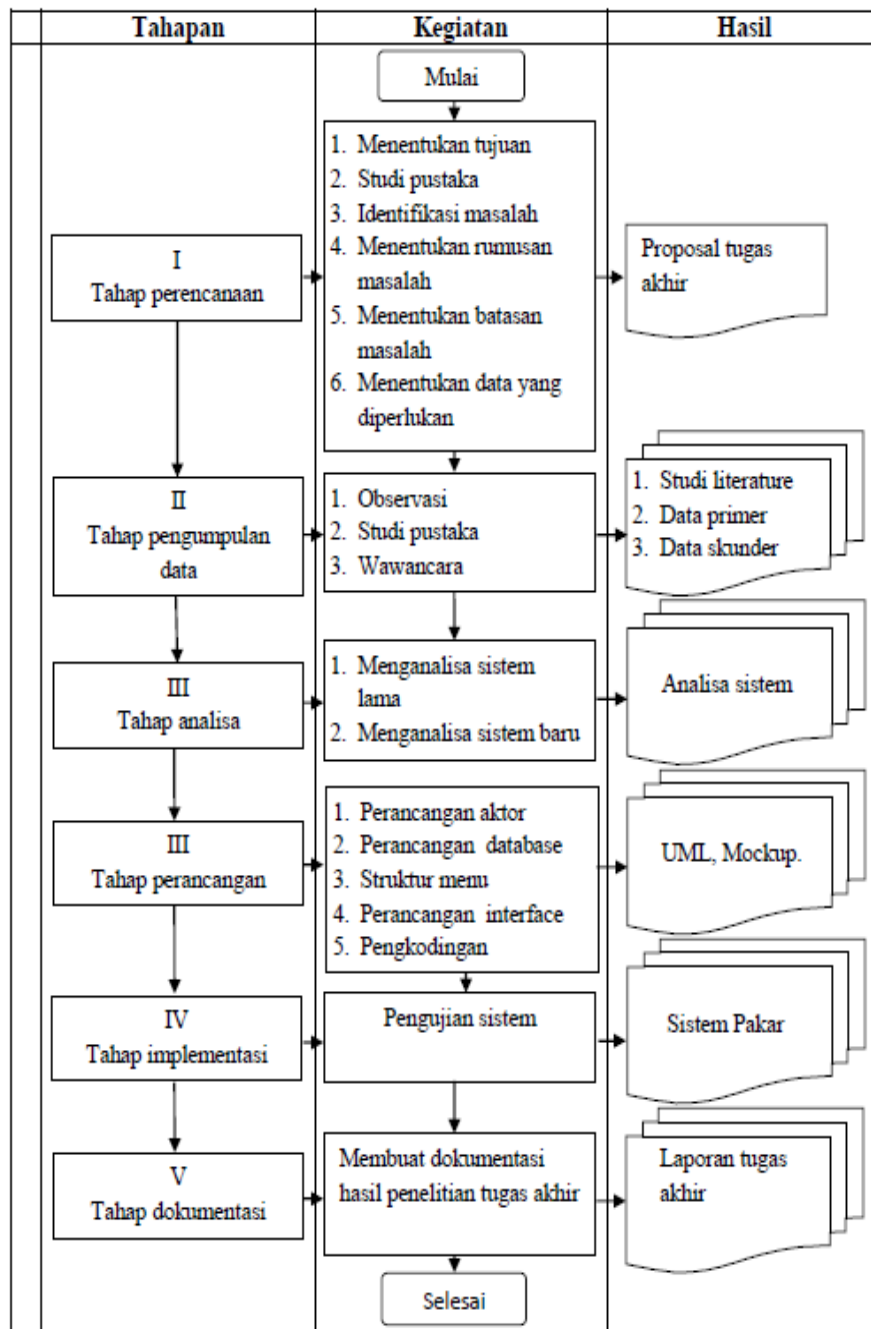 Tahapan
Kegiatan
Hasil
Mulai
I
Tahap perencanaan
1. Menentukan tujuan
2. Studi pustaka
3. Identifikasi masalah
4. Menentukan rumusan
masalah
5. Menentukan batasan
masalah
6. Menentukan data yang
diperlukan
Proposal tugas
akhir
II
Tahap pengumpulan
data
1. Observasi
2. Studi pustaka
3. Wawancara
1. Studi literature
2. Data primer
3. Data skunder
III
Tahap analisa
1. Menganalisa sistem
lama
2. Menganalisa sistem baru
Analisa sistem
III
Tahap perancangan
1. Perancangan aktor
2. Perancangan database
3. Struktur menu
4. Perancangan interface
5. Pengkodingan
UML, Mockup.
IV
Tahap implementasi
Pengujian sistem
Sistem Pakar
V
Tahap dokumentasi
Membuat dokumentasi
hasil penelitian tugas akhir
Laporan tugas
akhir
Selesai